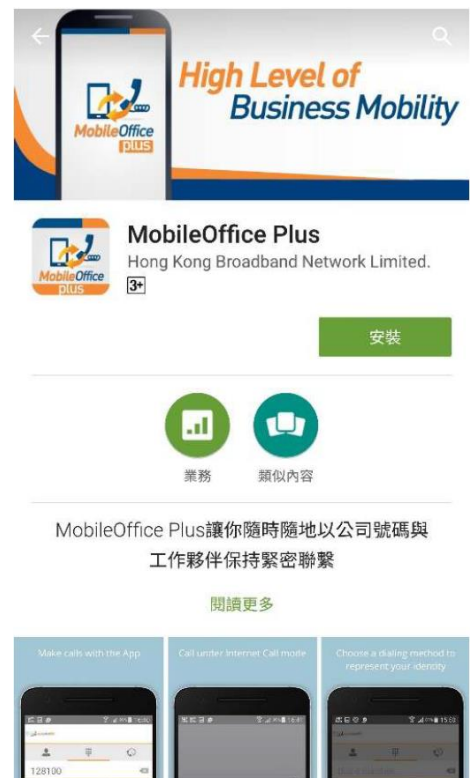 MobileOffice
plus
High Level of
Business Mobility
MobileOffice
plus
MobileOffice Plus
Hong Kong Broadband Network Limited.
3+
安裝
業務
類似內容
MobileOffice Plus讓你隨時隨地以公司號碼與
工作夥伴保持緊密聯繫
閱讀更多
Make calls with the App
Call under Internet Call mode
Choose a dialing method to
represent your identity
128100